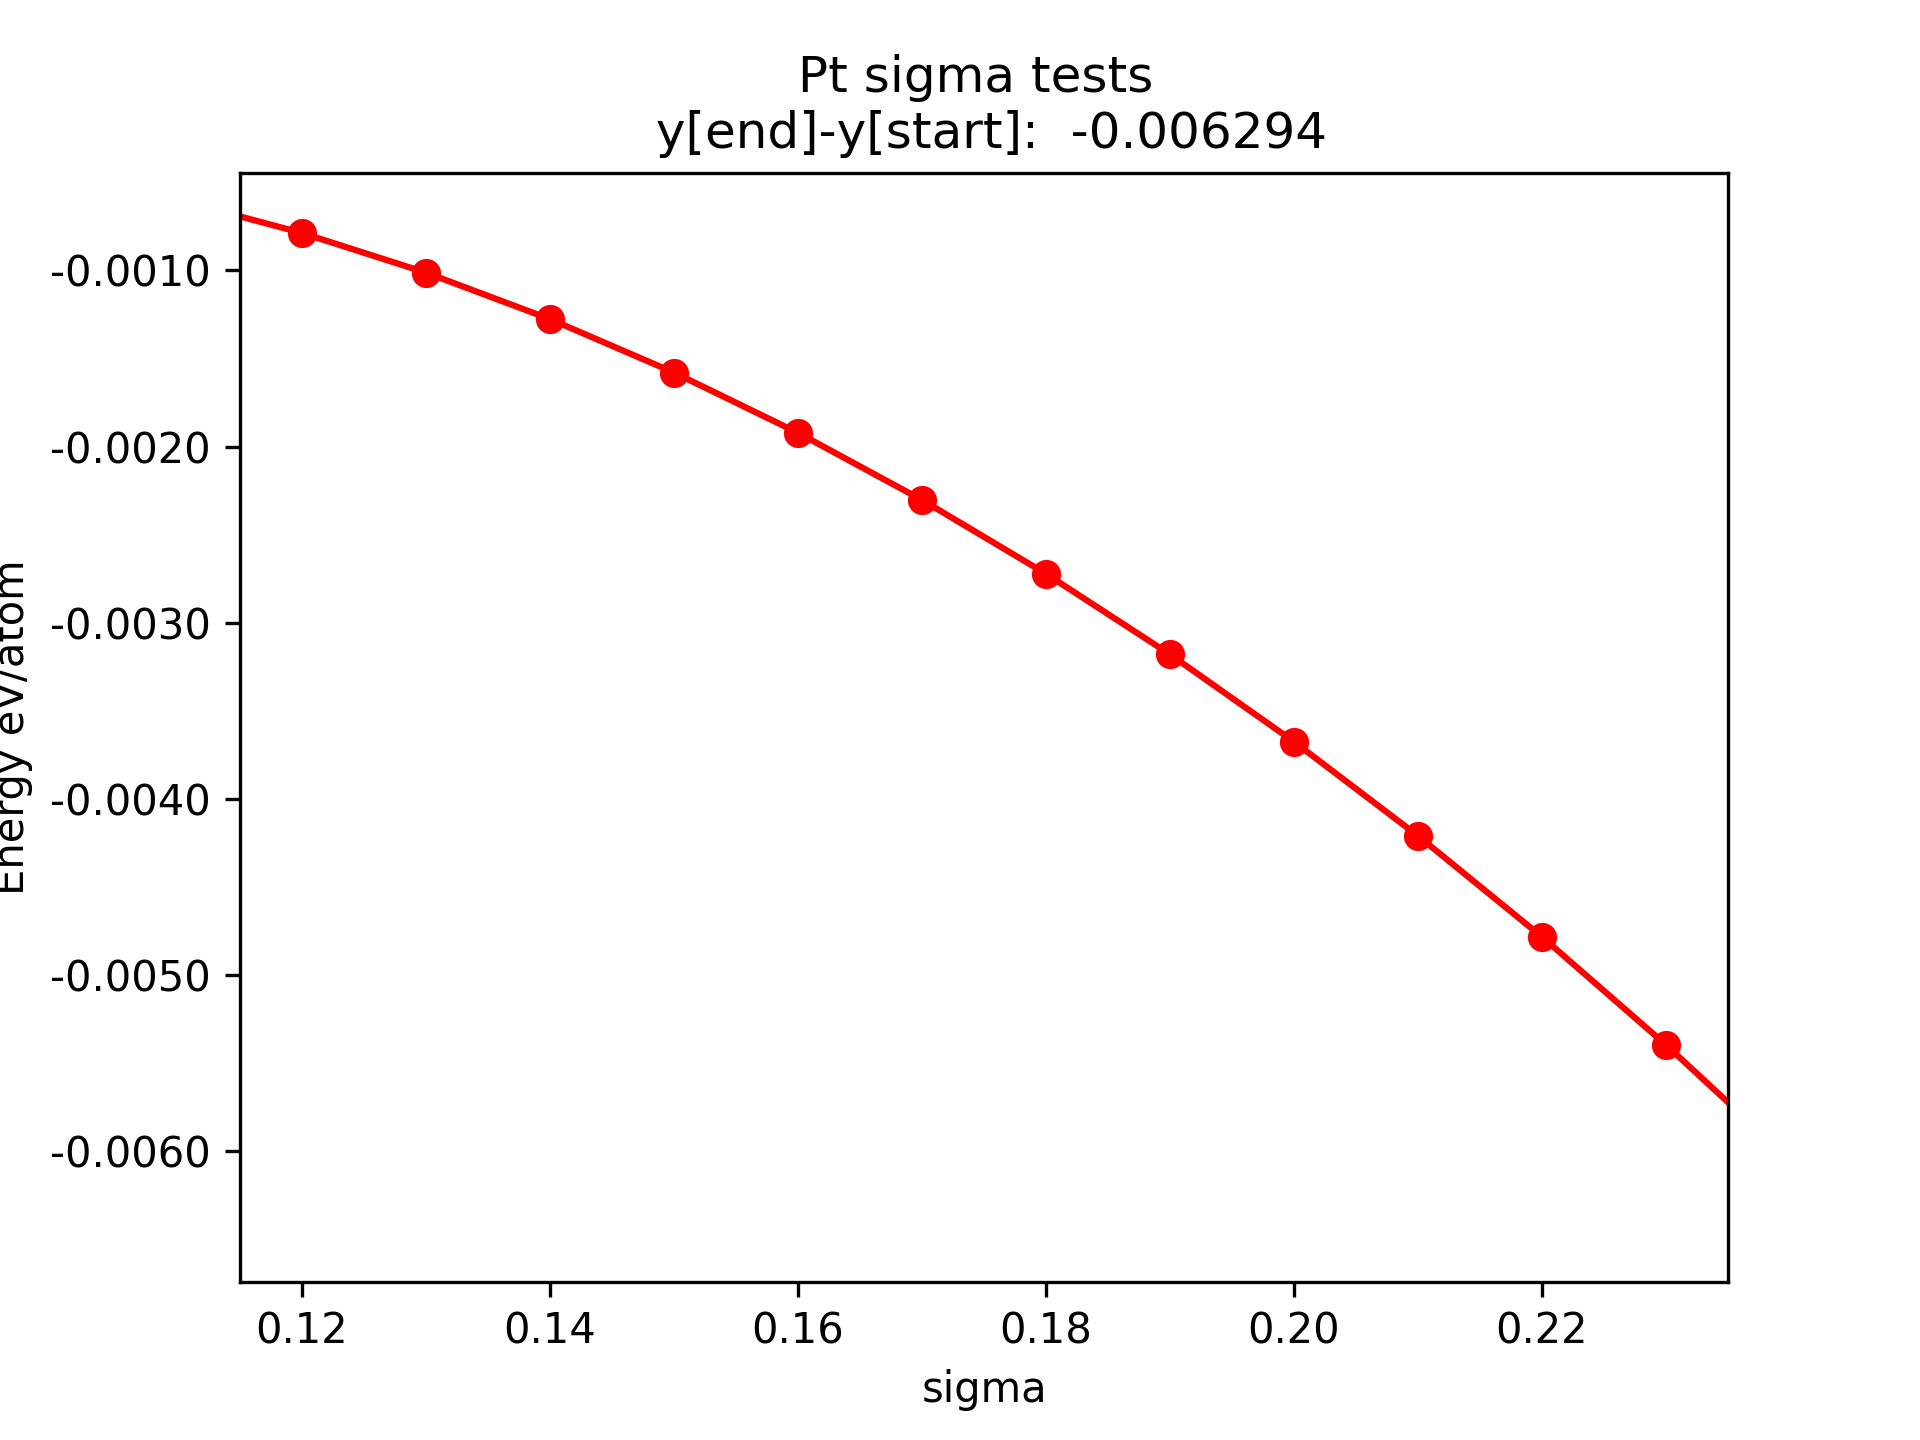 Pt sigma tests
y[end]-y[start]: -0.006294
Energy eV/atom
-0.0010
-0.0020
-0.0030
-0.0040
-0.0050
-0.0060
0.12 0.14 0.16 0.18 0.20 0.22
sigma